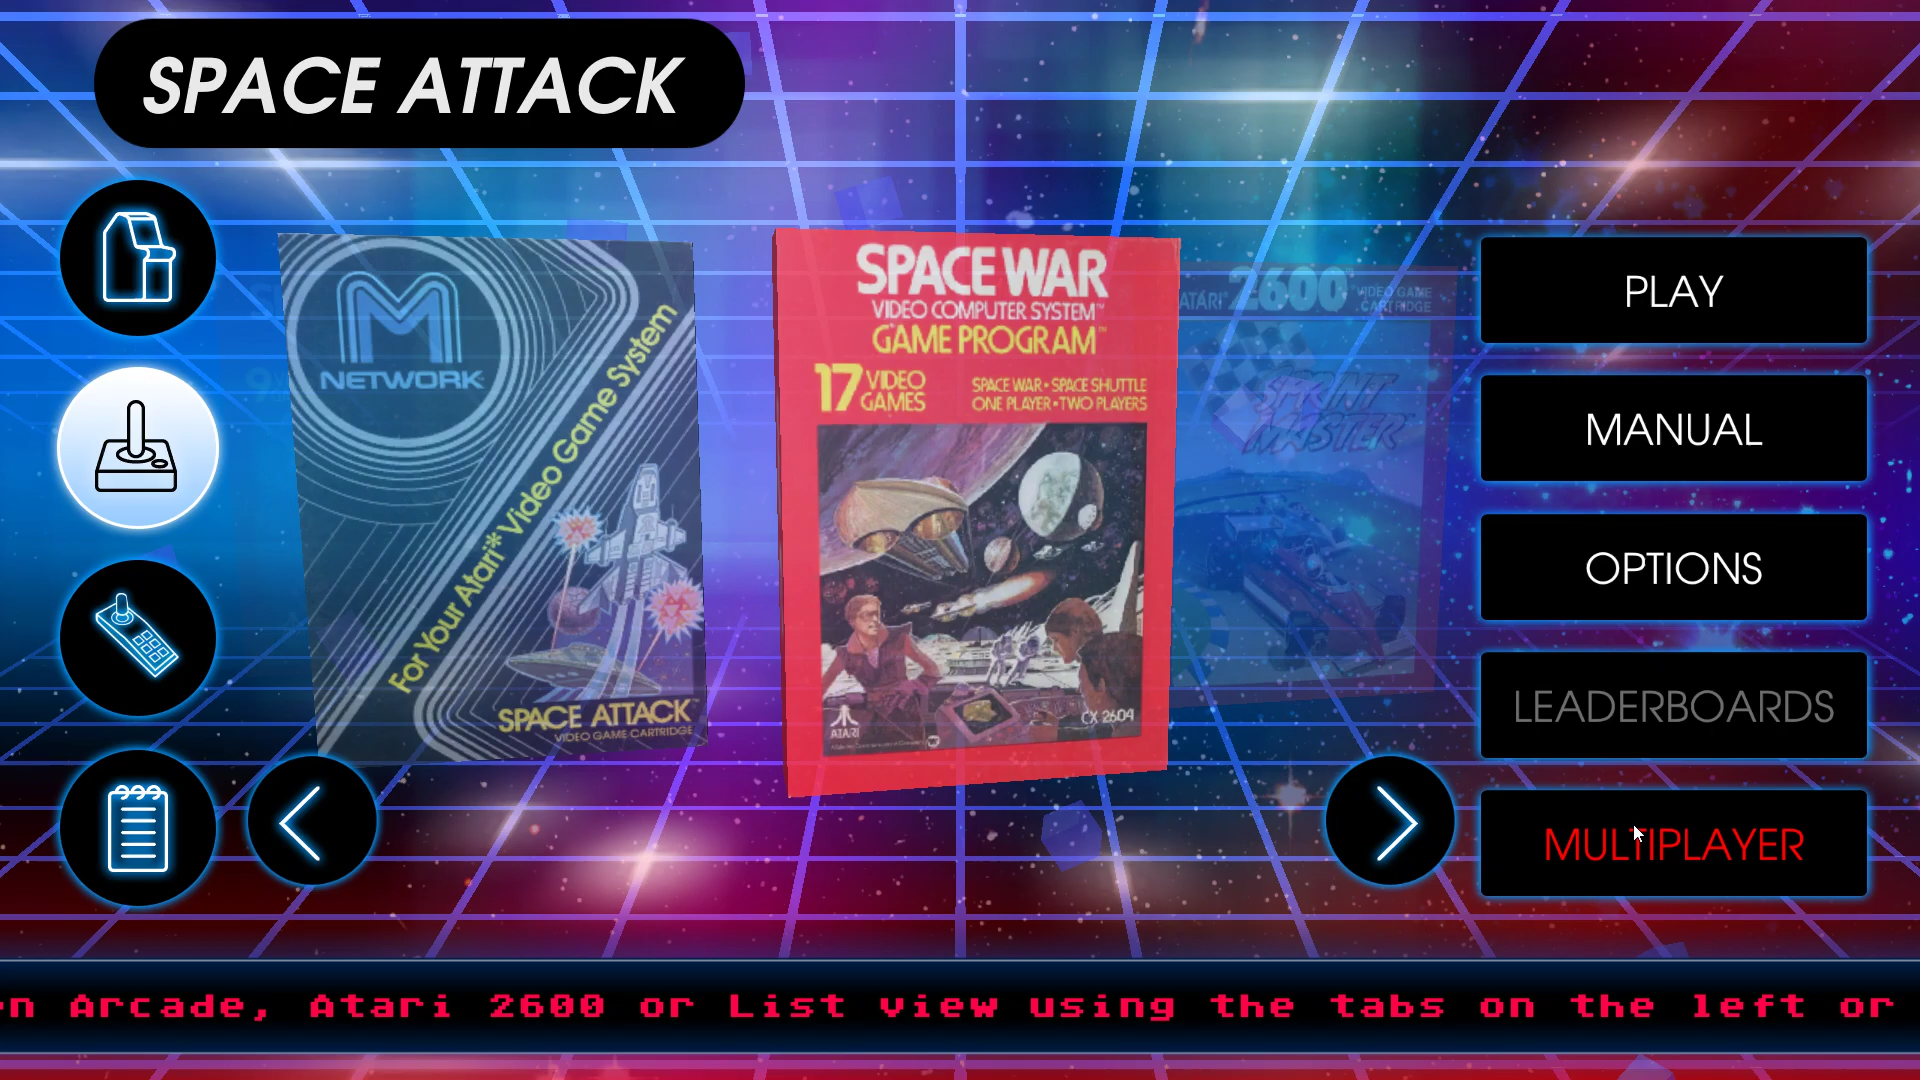 SPACE ATTACK
M
NETWORK
For Your Atari* Video Game System
SPACE ATTACK
VIDEO GAME CARTRIDGE
SPACE WAR
VIDEO COMPUTER SYSTEM™
GAME PROGRAM™
17 VIDEO GAMES
SPACE WAR • SPACE SHUTTLE
ONE PLAYER • TWO PLAYERS
ATARI
CX 2604
ATARI 2600 VIDEO GAME CARTRIDGE
SPRINT
MASTER
PLAY
MANUAL
OPTIONS
LEADERBOARDS
MULTIPLAYER
n Arcade, Atari 2600 or List view using the tabs on the left or